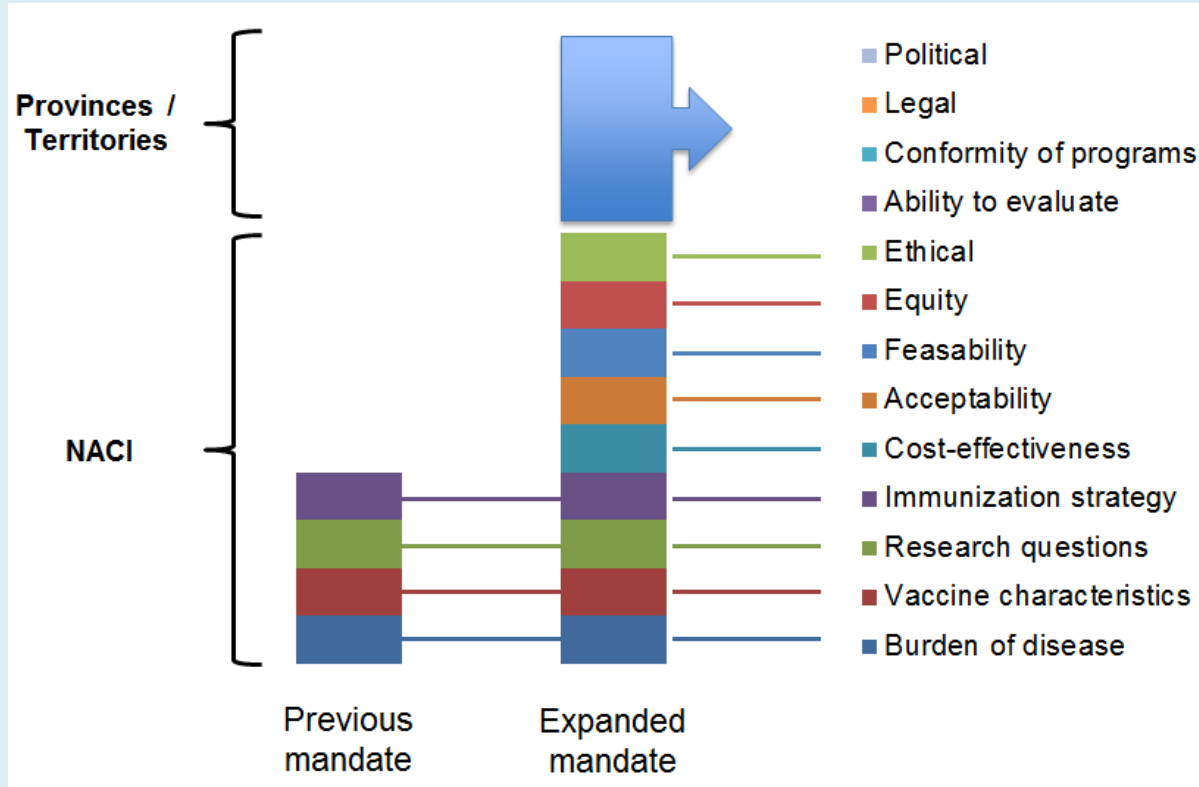 Provinces /
Territories
NACI
Previous
mandate
Expanded
mandate
Political
Legal
Conformity of programs
Ability to evaluate
Ethical
Equity
Feasability
Acceptability
Cost-effectiveness
Immunization strategy
Research questions
Vaccine characteristics
Burden of disease